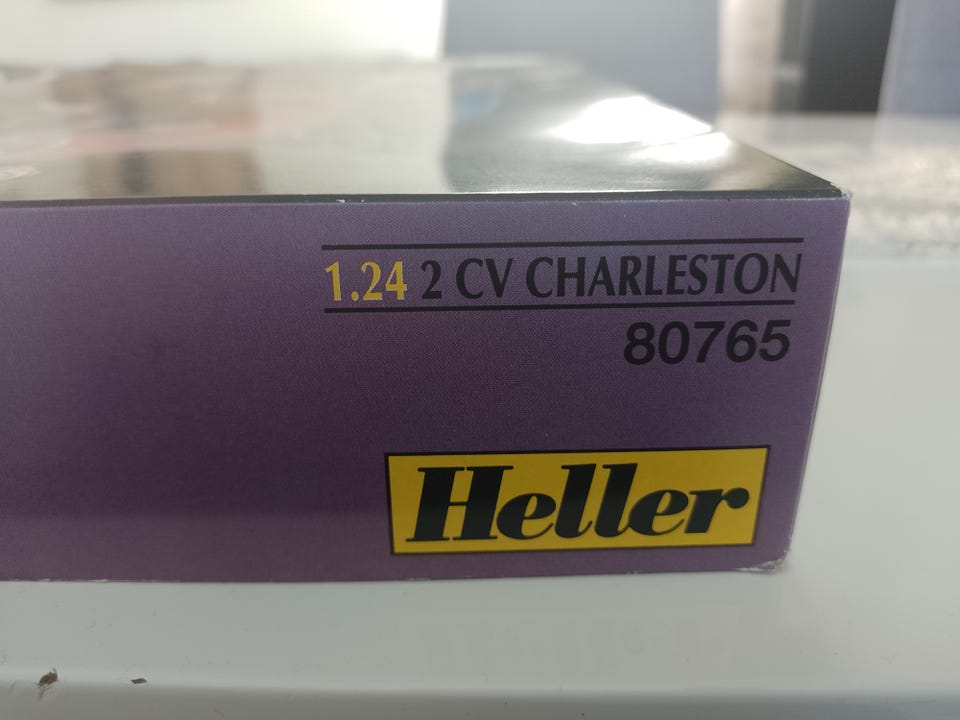 1.24 2 CV CHARLESTON
80765
Heller